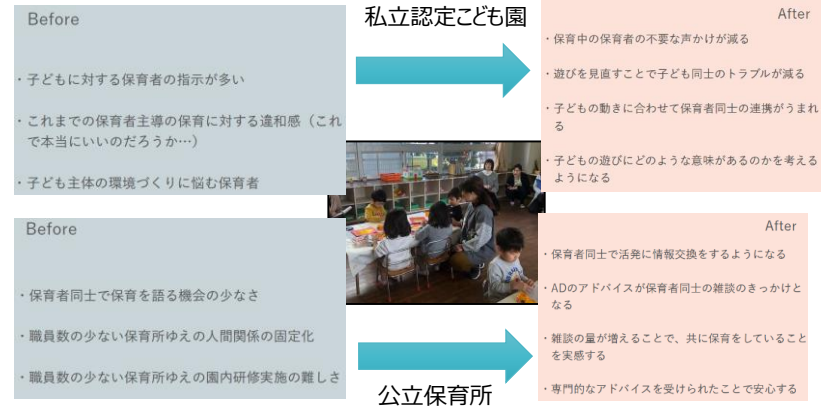 私立認定こども園
Before
・子どもに対する保育者の指示が多い
・これまでの保育者主導の保育に対する違和感（これ
で本当にいいのだろうか…）
・子ども主体の環境づくりに悩む保育者
After
・保育中の保育者の不要な声かけが減る
・遊びを見直すことで子ども同士のトラブルが減る
・子どもの動きに合わせて保育者同士の連携がうまれ
る
・子どもの遊びにどのような意味があるのかを考える
ようになる
Before
・保育者同士で保育を語る機会の少なさ
・職員数の少ない保育所ゆえの人間関係の固定化
・職員数の少ない保育所ゆえの園内研修実施の難しさ
After
・保育者同士で活発に情報交換をするようになる
・ADのアドバイスが保育者同士の雑談のきっかけと
なる
・雑談の量が増えることで、共に保育をしていること
を実感する
・専門的なアドバイスを受けられたことで安心する
公立保育所